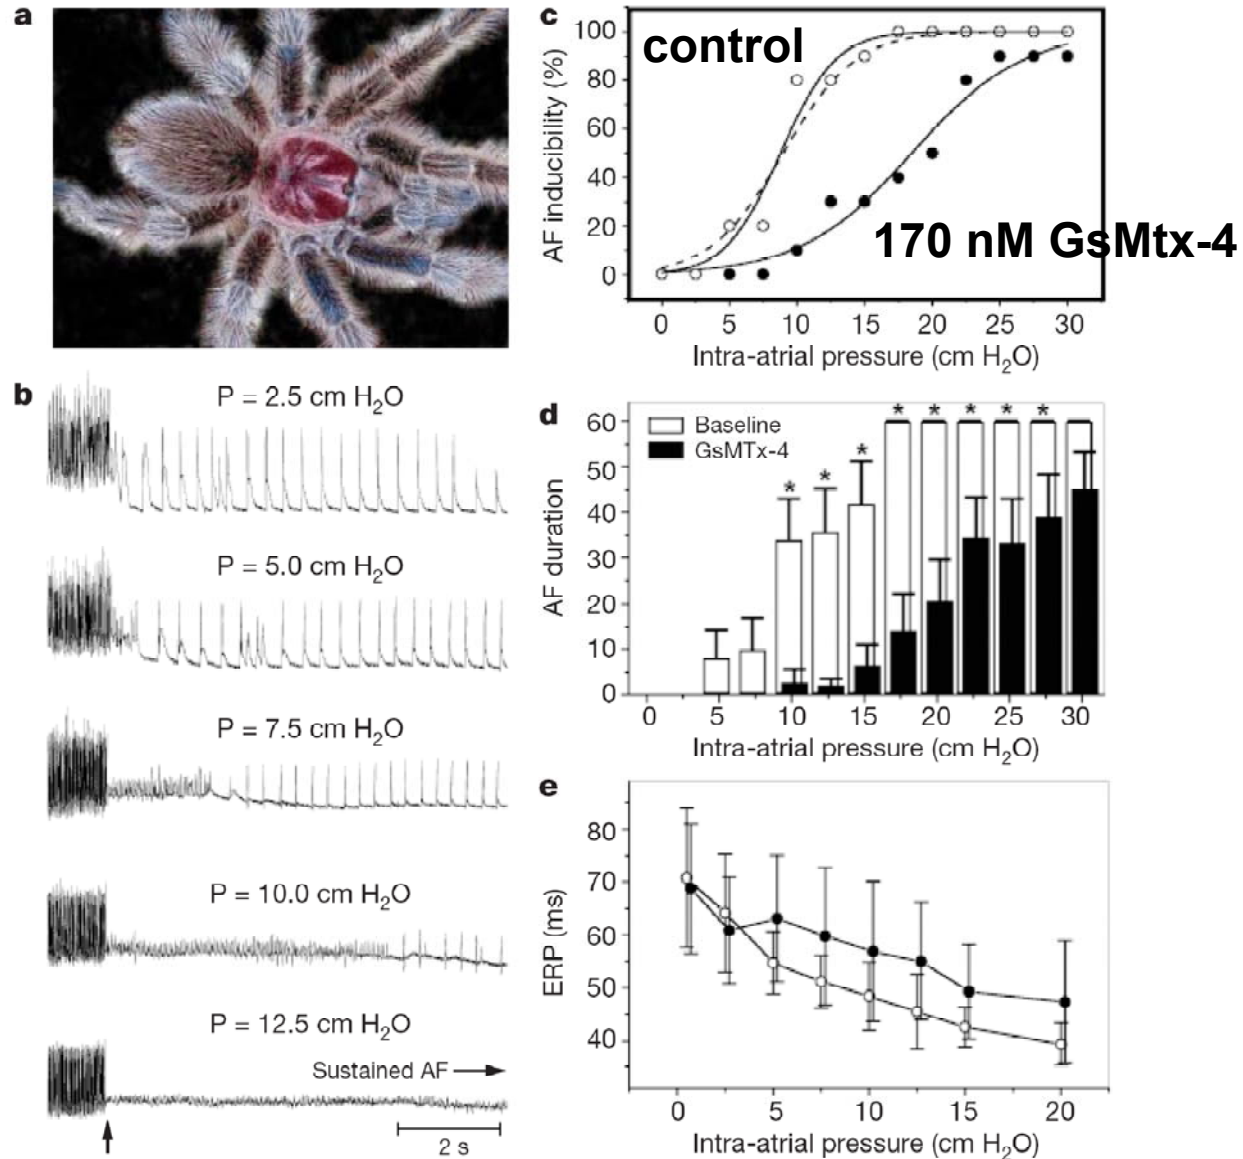 a
b
P = 2.5 cm H₂O
P = 5.0 cm H₂O
P = 7.5 cm H₂O
P = 10.0 cm H₂O
P = 12.5 cm H₂O
Sustained AF
2 s
c
control
170 nM GsMtx-4
AF inducibility (%)
100
80
60
40
20
0
0 5 10 15 20 25 30
Intra-atrial pressure (cm H₂O)
d
Baseline
GsMTx-4
* * * * * * * *
AF duration
60
50
40
30
20
10
0
0 5 10 15 20 25 30
Intra-atrial pressure (cm H₂O)
e
ERP (ms)
80
70
60
50
40
0 5 10 15 20
Intra-atrial pressure (cm H₂O)